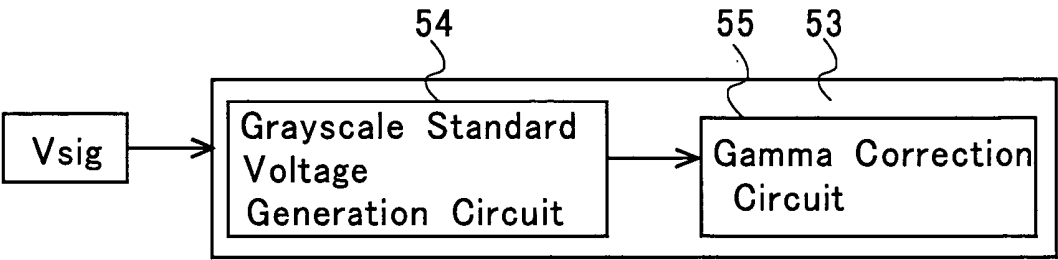 54
55
53
Vsig
Grayscale Standard
Voltage
Generation Circuit
Gamma Correction
Circuit